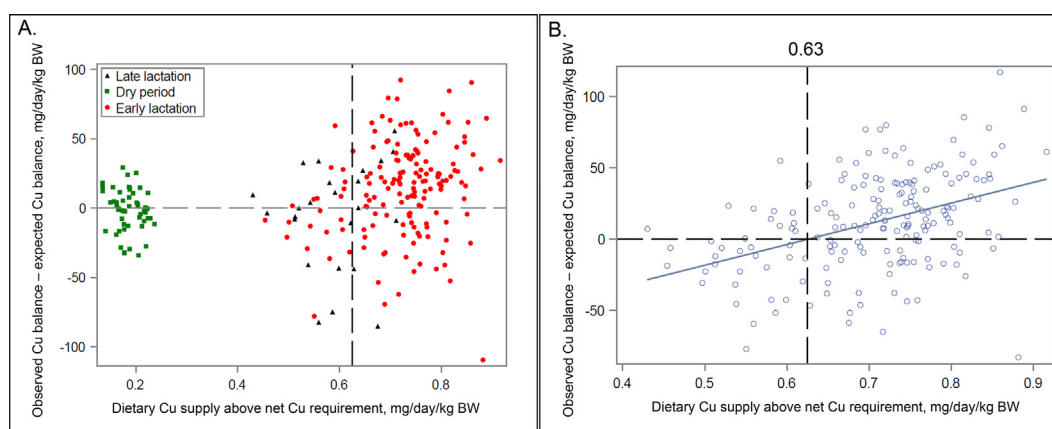 A.
Observed Cu balance – expected Cu balance, mg/day/kg BW
100
50
0
-50
-100
Late lactation
Dry period
Early lactation
0.2
0.4
0.6
0.8
Dietary Cu supply above net Cu requirement, mg/day/kg BW
B.
0.63
Observed Cu balance – expected Cu balance, mg/day/kg BW
100
50
0
-50
0.4
0.5
0.6
0.7
0.8
0.9
Dietary Cu supply above net Cu requirement, mg/day/kg BW